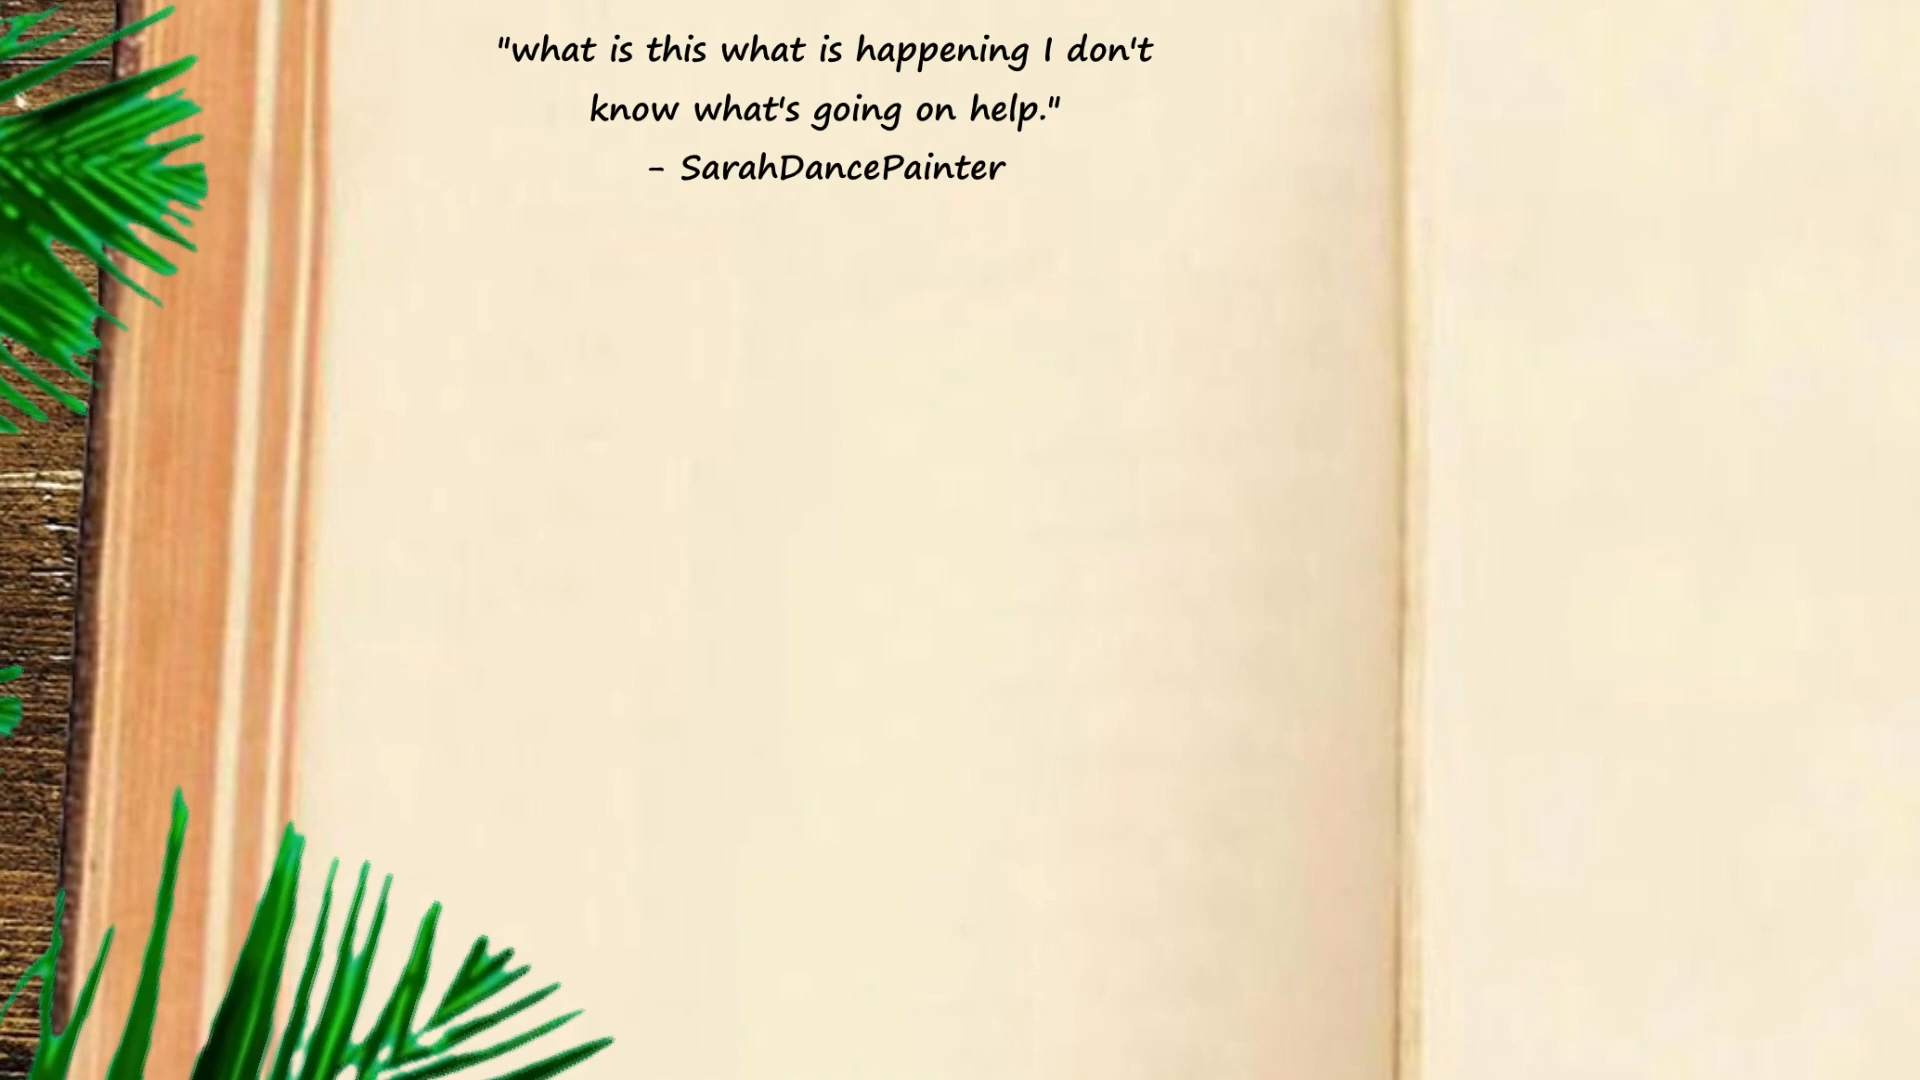 "what is this what is happening I don't
know what's going on help."
- SarahDancePainter